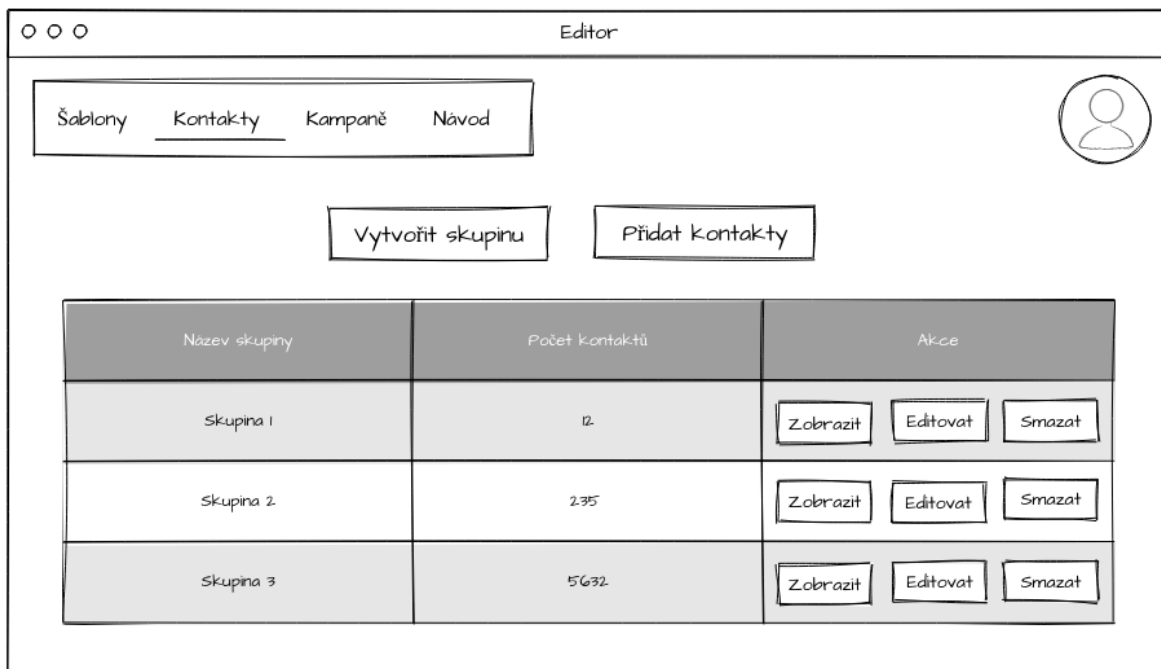 Editor
Šablony Kontakty Kampaně Návod
Vytvořit skupinu Přidat kontakty
Název skupiny Počet kontaktů Akce
Skupina 1 12 Zobrazit Editovat Smazat
Skupina 2 235 Zobrazit Editovat Smazat
Skupina 3 5632 Zobrazit Editovat Smazat